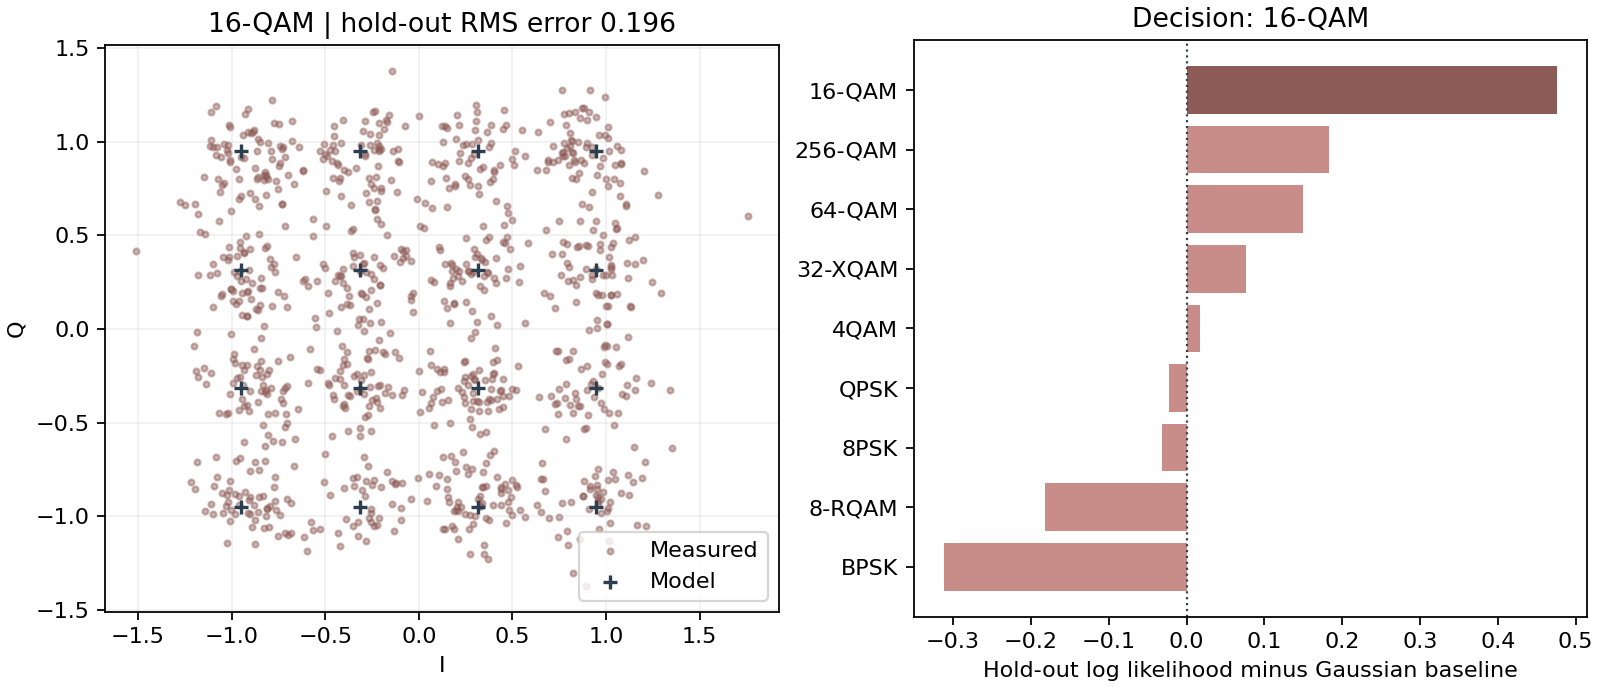 16-QAM | hold-out RMS error 0.196
1.5
1.0
0.5
0.0
−0.5
−1.0
−1.5
Q
−1.5
−1.0
−0.5
0.0
0.5
1.0
1.5
I
Measured
Model
Decision: 16-QAM
16-QAM
256-QAM
64-QAM
32-XQAM
4QAM
QPSK
8PSK
8-RQAM
BPSK
−0.3
−0.2
−0.1
0.0
0.1
0.2
0.3
0.4
0.5
Hold-out log likelihood minus Gaussian baseline